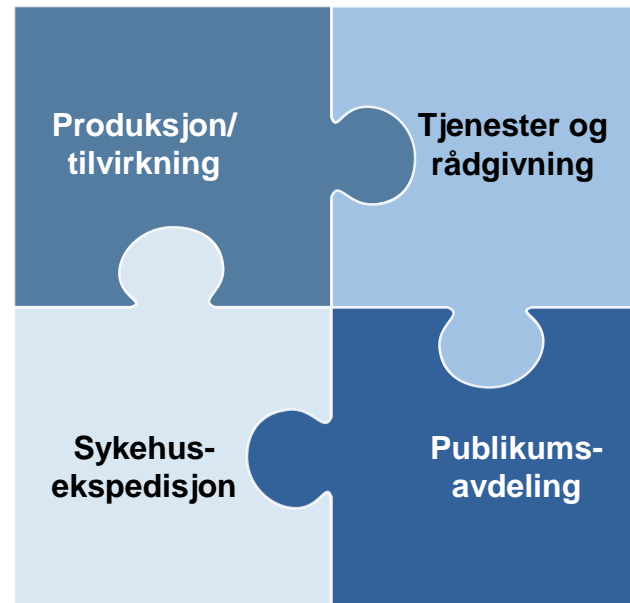 Produksjon/
tilvirkning
Tjenester og
rådgivning
Sykehus-
ekspedisjon
Publikums-
avdeling